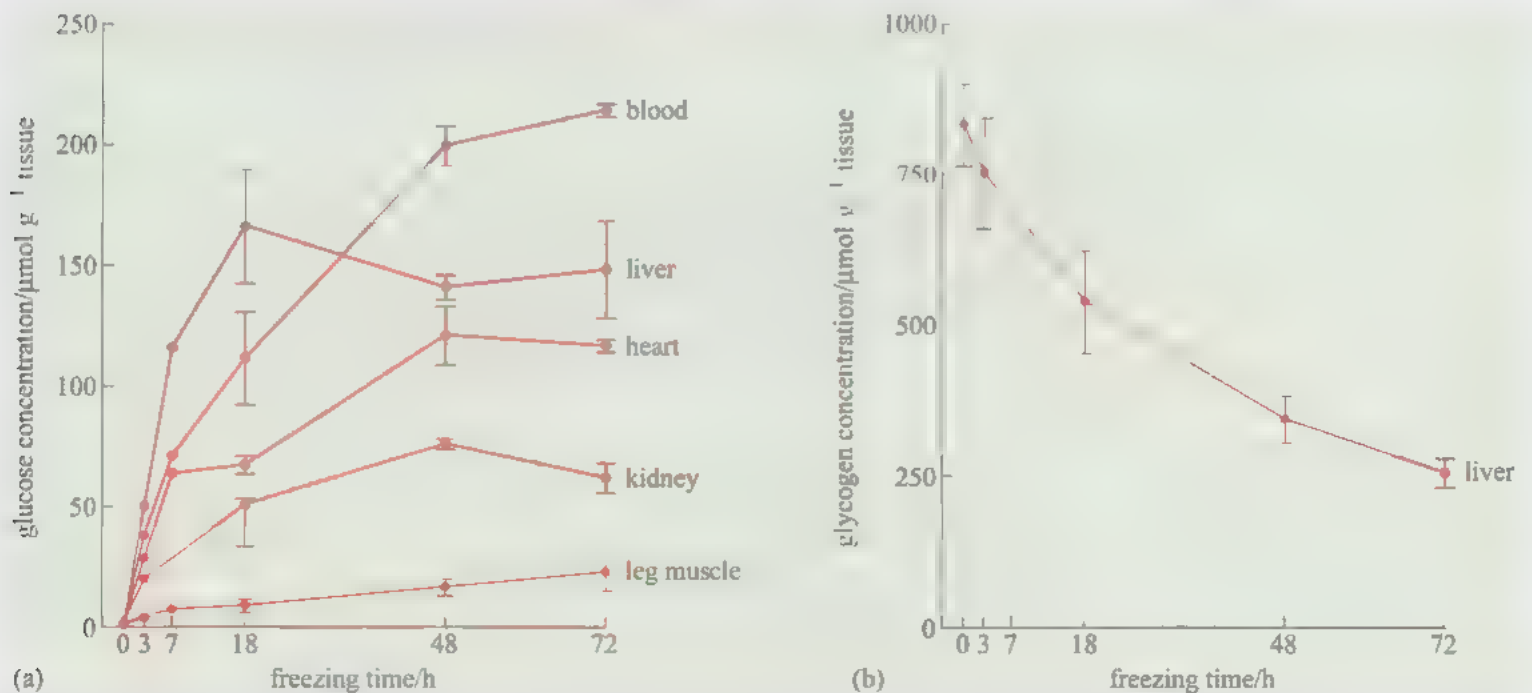 250
200
150
100
50
0
glucose concentration/µmol g⁻¹ tissue
blood
liver
heart
kidney
leg muscle
0 3 7 18 48 72
(a) freezing time/h
1000
750
500
250
0
glycogen concentration/µmol g⁻¹ tissue
liver
0 3 7 18 48 72
(b) freezing time/h